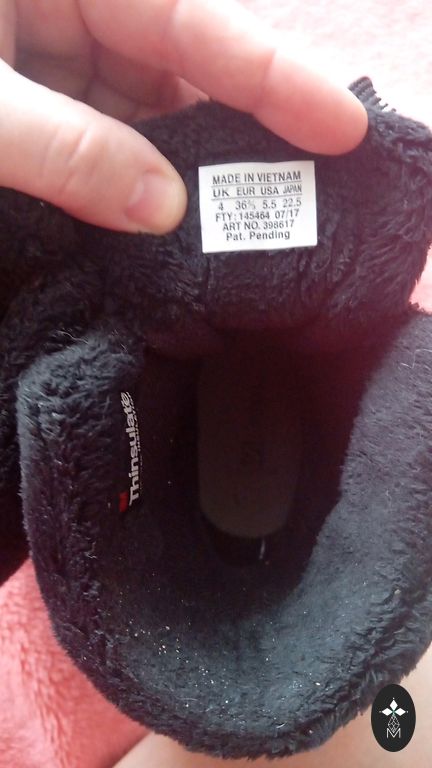 MADE IN VIETNAM
UK EUR USA JAPAN
4 36⅔ 5.5 22.5
FTY: 145464 07/17
ART NO. 398617
Pat. Pending
Thinsulate
M